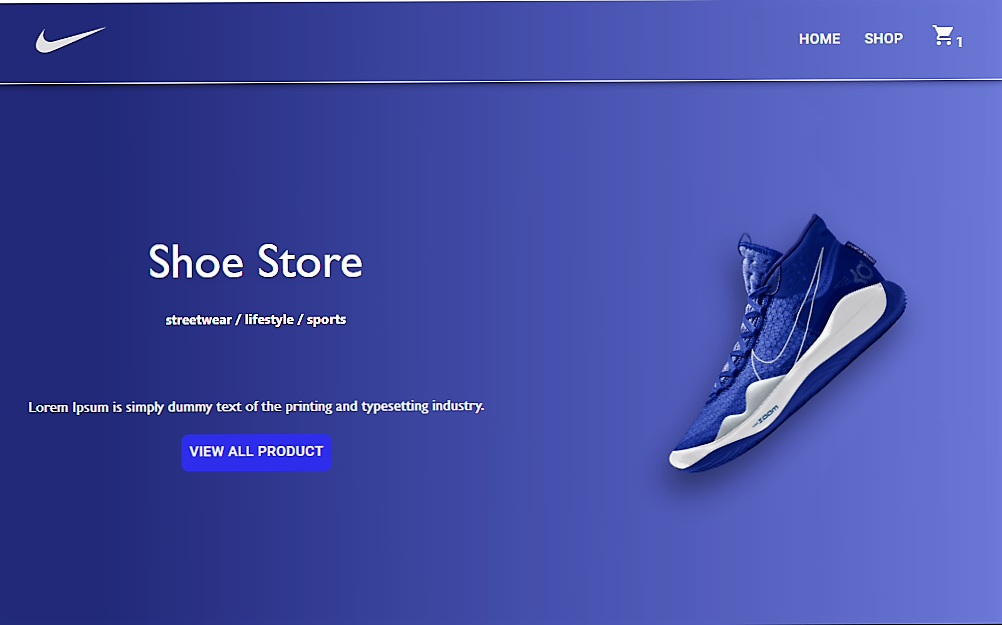 HOME SHOP 1
Shoe Store
streetwear / lifestyle / sports
Lorem Ipsum is simply dummy text of the printing and typesetting industry.
VIEW ALL PRODUCT
ZOOM